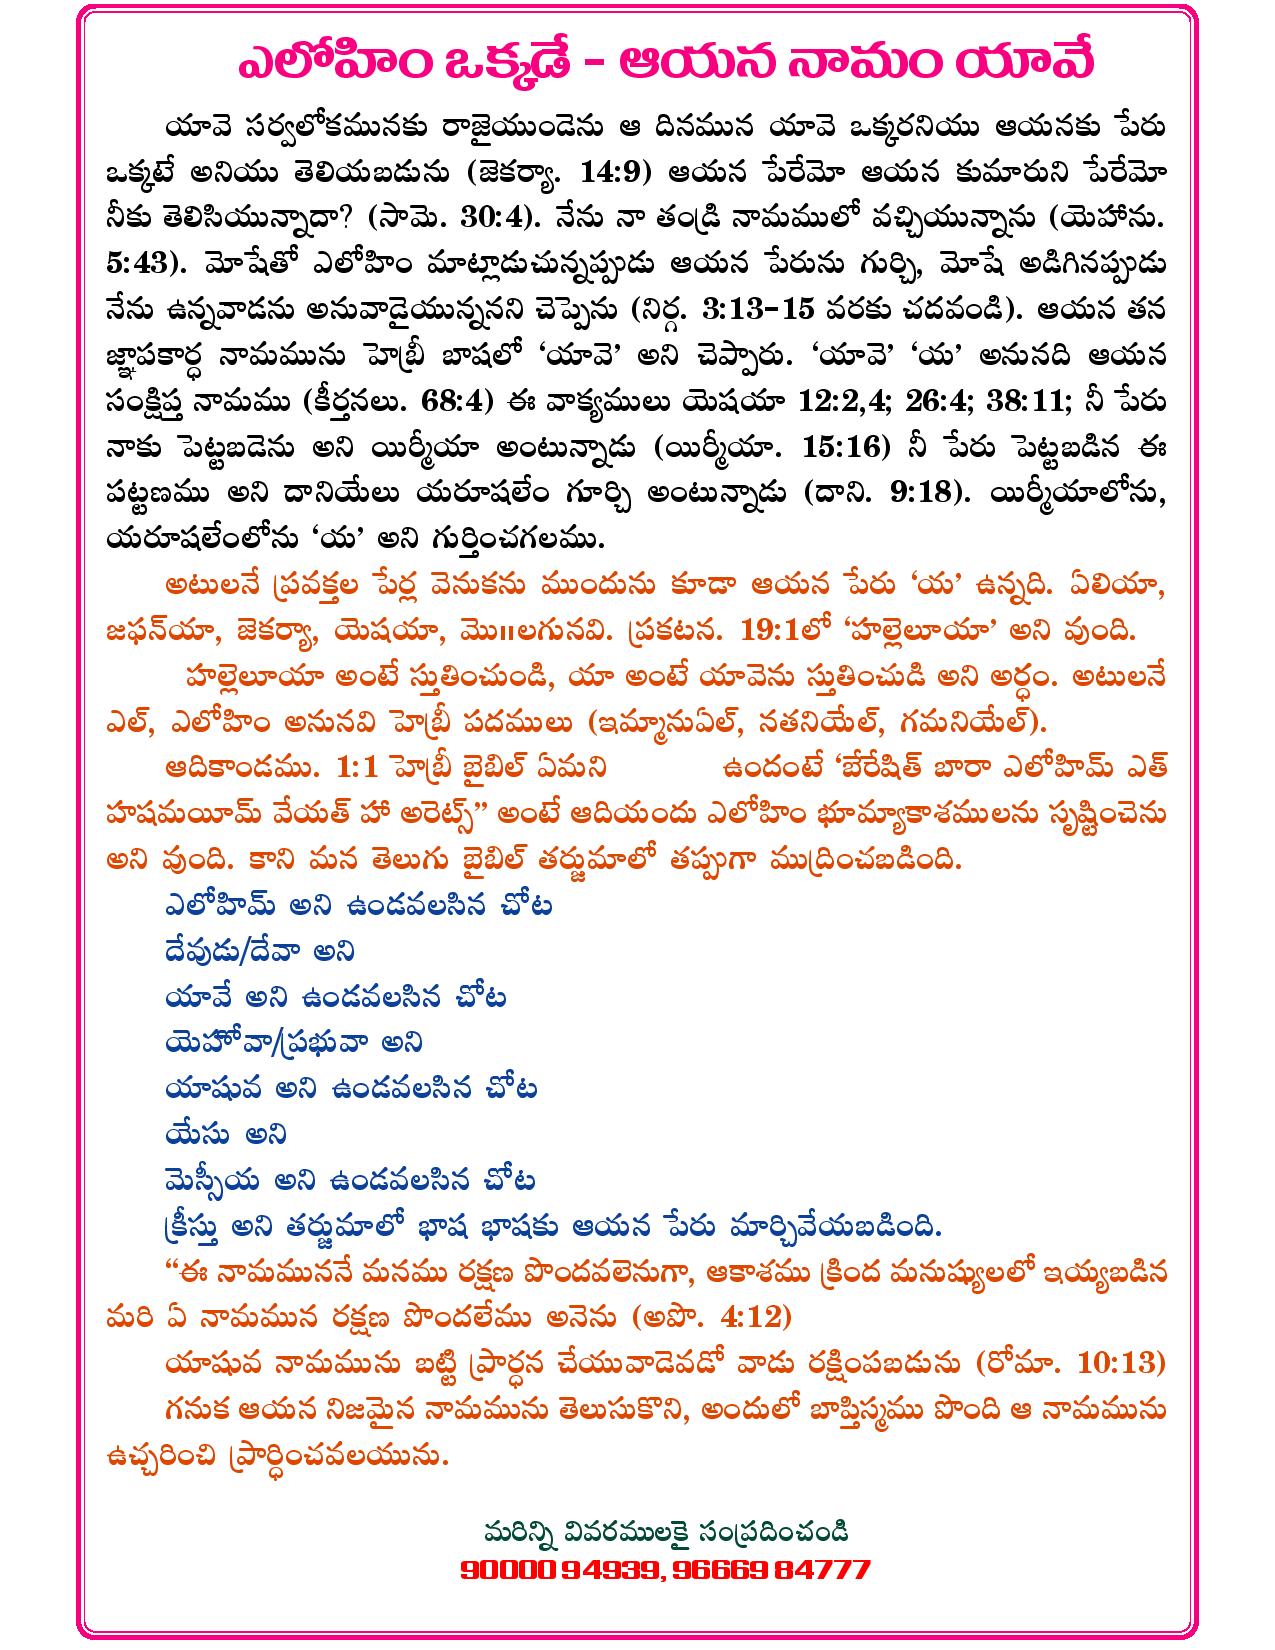 ఎలోహిం ఒక్కడే - ఆయన నామం యావే
యావె సర్వలోకమునకు రాజైయుండెను ఆ దినమున యావె ఒక్కరనియు ఆయనకు పేరు
ఒక్కటే అనియు తెలియబడును (జెకర్యా. 14:9) ఆయన పేరేమో ఆయన కుమారుని పేరేమో
నీకు తెలిసియున్నాదా? (సామె. 30:4). నేను నా తండ్రి నామములో వచ్చియున్నాను (యెహాను.
5:43). మోషేతో ఎలోహిం మాట్లాడుచున్నప్పుడు ఆయన పేరును గుర్చి, మోషే అడిగినప్పుడు
నేను ఉన్నవాడను అనువాడైయున్నానని చెప్పెను (నిర్గ. 3:13-15 వరకు చదవండి). ఆయన తన
జ్ఞాపకార్ధ నామమును హెబ్రీ బాషలో ‘యావె’ అని చెప్పారు. ‘యావె’ ‘య’ అనునది ఆయన
సంక్షిప్త నామము (కీర్తనలు. 68:4) ఈ వాక్యములు యెషయా 12:2,4; 26:4; 38:11; నీ పేరు
నాకు పెట్టబడెను అని యిర్మీయా అంటున్నాడు (యిర్మీయా. 15:16) నీ పేరు పెట్టబడిన ఈ
పట్టణము అని దానియేలు యరూషలేం గూర్చి అంటున్నాడు (దాని. 9:18). యిర్మీయాలోను,
యరూషలేంలోను ‘య’ అని గుర్తించగలము.
అటులనే ప్రవక్తల పేర్ల వెనుకను ముందును కూడా ఆయన పేరు ‘య’ ఉన్నది. ఏలియా,
జఫన్‌యా, జెకర్యా, యెషయా, మొ॥లగునవి. ప్రకటన. 19:1లో ‘హల్లెలూయా’ అని వుంది.
హల్లెలూయా అంటే స్తుతించుండి, యా అంటే యావెను స్తుతించుడి అని అర్ధం. అటులనే
ఎల్, ఎలోహిం అనునవి హెబ్రీ పదములు (ఇమ్మానుఏల్, నతనియేల్, గమనియేల్).
ఆదికాండము. 1:1 హెబ్రీ బైబిల్ ఏమని ఉందంటే ‘బేరేషిత్ బారా ఎలోహిమ్ ఎత్
హషమయీమ్ వేయత్ హా అరెట్స్” అంటే ఆదియందు ఎలోహిం భూమ్యాకాశములను సృష్టించెను
అని వుంది. కాని మన తెలుగు బైబిల్ తర్జుమాలో తప్పుగా ముద్రించబడింది.
ఎలోహిమ్ అని ఉండవలసిన చోట
దేవుడు/దేవా అని
యావే అని ఉండవలసిన చోట
యెహోవా/ప్రభువా అని
యాషువ అని ఉండవలసిన చోట
యేసు అని
మెస్సీయ అని ఉండవలసిన చోట
క్రీస్తు అని తర్జుమాలో భాష భాషకు ఆయన పేరు మార్చివేయబడింది.
“ఈ నామముననే మనము రక్షణ పొందవలెనుగా, ఆకాశము క్రింద మనుష్యులలో ఇయ్యబడిన
మరి ఏ నామమున రక్షణ పొందలేము అనెను (అపొ. 4:12)
యాషువ నామమును బట్టి ప్రార్ధన చేయువాడెవడో వాడు రక్షింపబడును (రోమా. 10:13)
గనుక ఆయన నిజమైన నామమును తెలుసుకొని, అందులో బాప్తిస్మము పొంది ఆ నామమును
ఉచ్చరించి ప్రార్ధించవలయును.
మరిన్ని వివరములకై సంప్రదించండి
90000 94939, 96669 84777